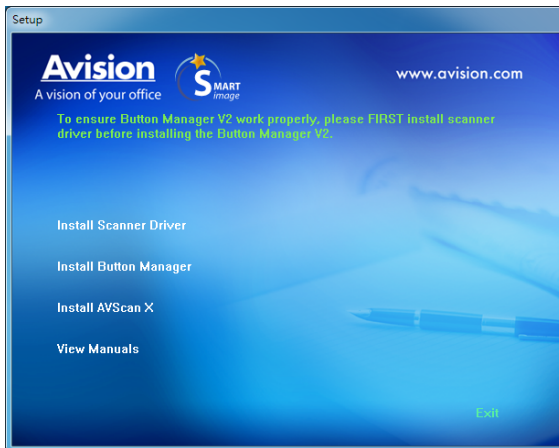 Setup
Avision
A vision of your office
SMART
image
www.avision.com
To ensure Button Manager V2 work properly, please FIRST install scanner
driver before installing the Button Manager V2.
Install Scanner Driver
Install Button Manager
Install AVScan X
View Manuals
Exit